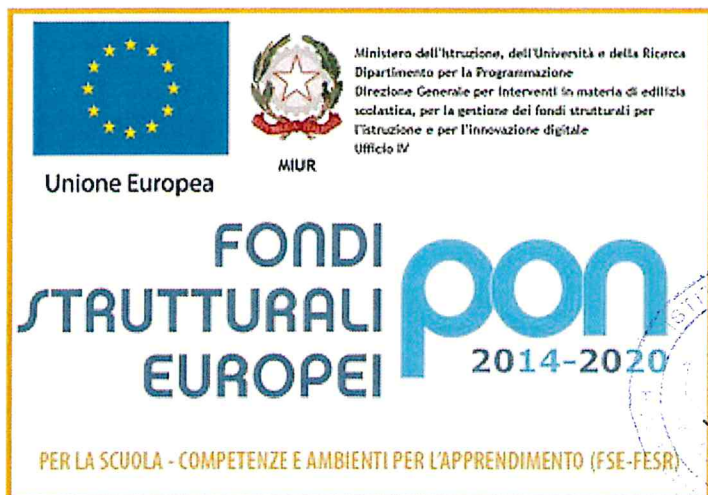 Ministero dell'Istruzione, dell'Università e della Ricerca
Dipartimento per la Programmazione
Direzione Generale per Interventi in materia di edilizia
scolastica, per la gestione dei fondi strutturali per
l'istruzione e per l'innovazione digitale
Ufficio IV
MIUR
Unione Europea
FONDI
STRUTTURALI
EUROPEI
pon
2014-2020
PER LA SCUOLA - COMPETENZE E AMBIENTI PER L'APPRENDIMENTO (FSE-FESR)